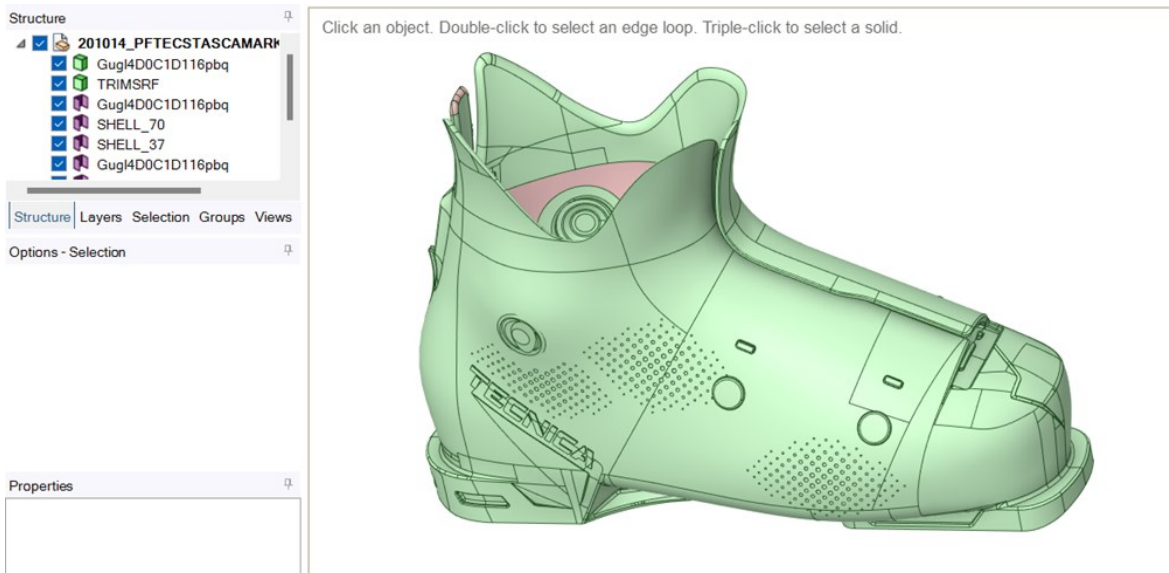 Structure
201014_PFTECSTASCAMARK
Gugl4D0C1D116pbq
TRIMSRF
Gugl4D0C1D116pbq
SHELL_70
SHELL_37
Gugl4D0C1D116pbq
Structure Layers Selection Groups Views
Options - Selection
Properties
Click an object. Double-click to select an edge loop. Triple-click to select a solid.
TECNICA